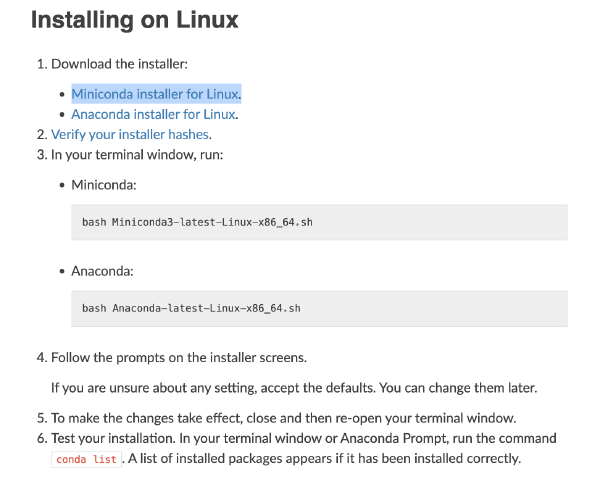 Installing on Linux
1. Download the installer:
• Miniconda installer for Linux.
• Anaconda installer for Linux.
2. Verify your installer hashes.
3. In your terminal window, run:
• Miniconda:
bash Miniconda3-latest-Linux-x86_64.sh
• Anaconda:
bash Anaconda-latest-Linux-x86_64.sh
4. Follow the prompts on the installer screens.
If you are unsure about any setting, accept the defaults. You can change them later.
5. To make the changes take effect, close and then re-open your terminal window.
6. Test your installation. In your terminal window or Anaconda Prompt, run the command
conda list. A list of installed packages appears if it has been installed correctly.